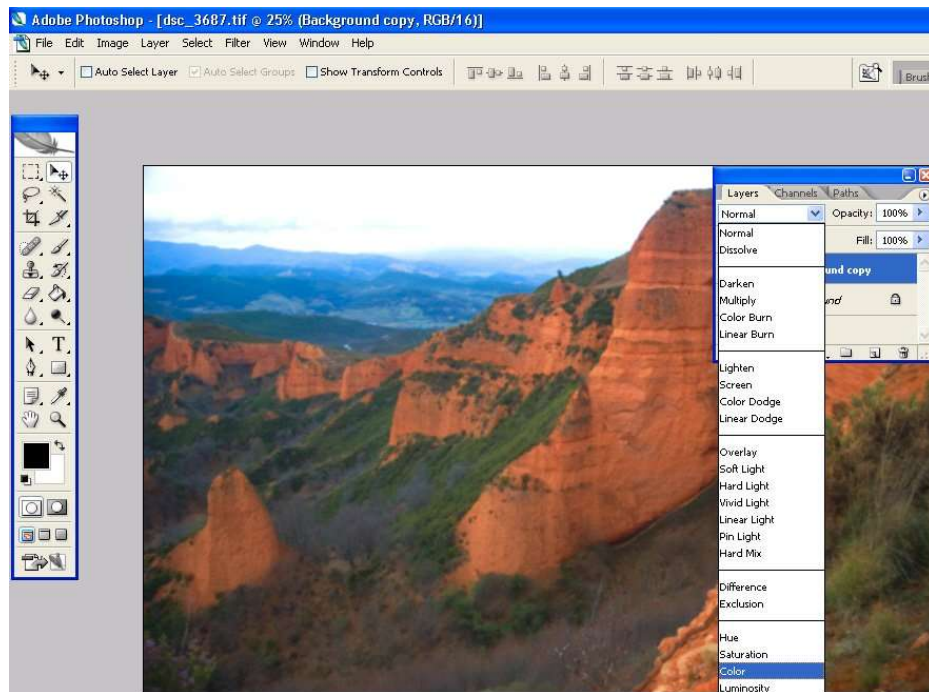 Adobe Photoshop - [dsc_3687.tif @ 25% (Background copy, RGB/16)]
File Edit Image Layer Select Filter View Window Help
Auto Select Layer Auto Select Groups Show Transform Controls
Layers Channels Paths
Normal Opacity: 100%
Normal
Dissolve
Fill: 100%
und copy
Darken
Multiply
Color Burn
Linear Burn
Lighten
Screen
Color Dodge
Linear Dodge
Overlay
Soft Light
Hard Light
Vivid Light
Linear Light
Pin Light
Hard Mix
Difference
Exclusion
Hue
Saturation
Color
Luminosity